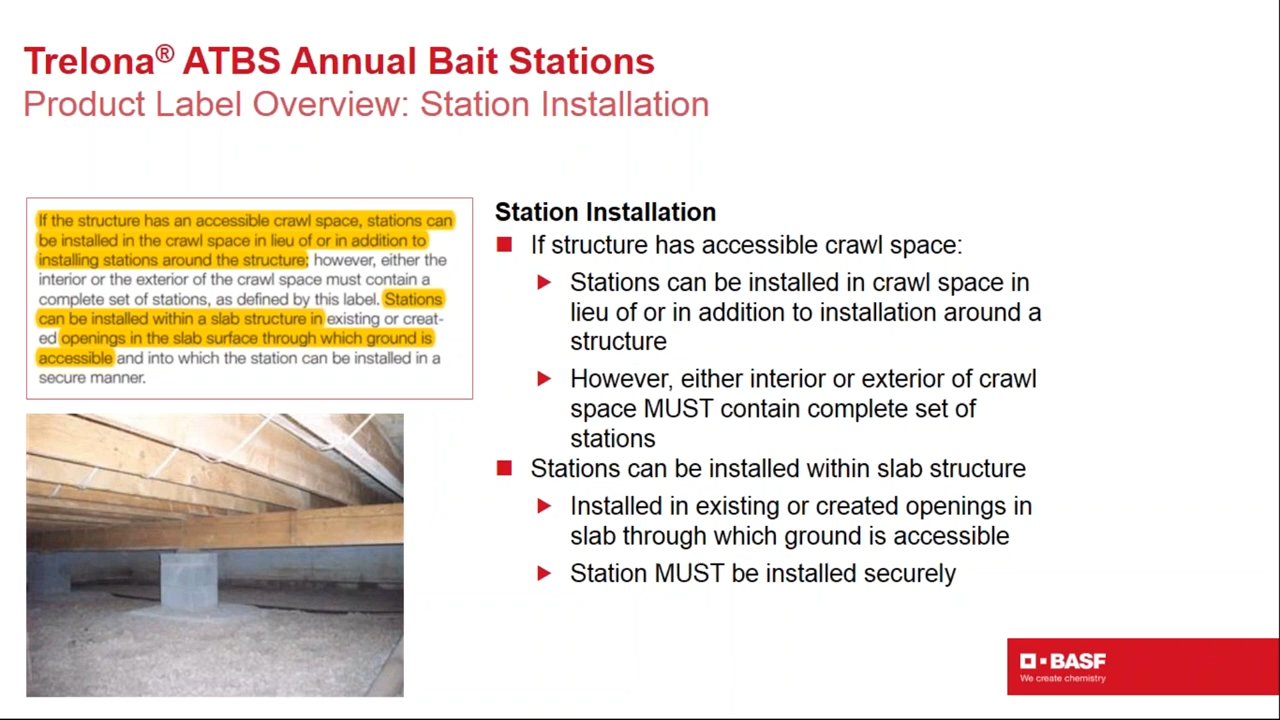 Trelona® ATBS Annual Bait Stations
Product Label Overview: Station Installation
If the structure has an accessible crawl space, stations can
be installed in the crawl space in lieu of or in addition to
installing stations around the structure; however, either the
interior or the exterior of the crawl space must contain a
complete set of stations, as defined by this label. Stations
can be installed within a slab structure in existing or creat-
ed openings in the slab surface through which ground is
accessible and into which the station can be installed in a
secure manner.
Station Installation
If structure has accessible crawl space:
Stations can be installed in crawl space in
lieu of or in addition to installation around a
structure
However, either interior or exterior of crawl
space MUST contain complete set of
stations
Stations can be installed within slab structure
Installed in existing or created openings in
slab through which ground is accessible
Station MUST be installed securely
BASF
We create chemistry